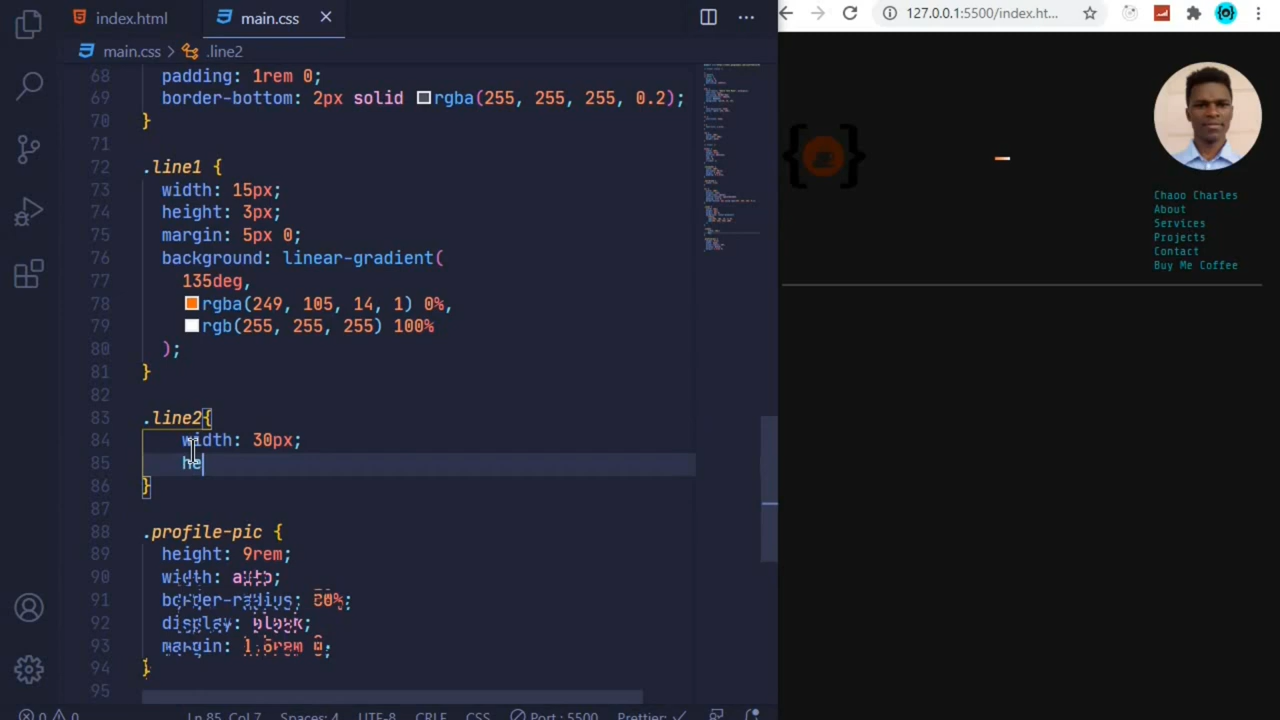 index.html
main.css
127.0.0.1:5500/index.ht...
main.css
.line2
68 padding: 1rem 0;
69 border-bottom: 2px solid rgba(255, 255, 255, 0.2);
70 }
71
72 .line1 {
73 width: 15px;
74 height: 3px;
75 margin: 5px 0;
76 background: linear-gradient(
77 135deg,
78 rgba(249, 105, 14, 1) 0%,
79 rgb(255, 255, 255) 100%
80 );
81 }
82
83 .line2{
84 width: 30px;
85 he
86 }
87
88 .profile-pic {
89 height: 9rem;
90 width: auto;
91 border-radius:
92 display: block;
93 margin:
94 }
95
Ln 85, Col 7
Spaces: 4
UTF-8
CRLF
CSS
Port : 5500
Prettier: ✓
0
0
Chaoo Charles
About
Services
Projects
Contact
Buy Me Coffee